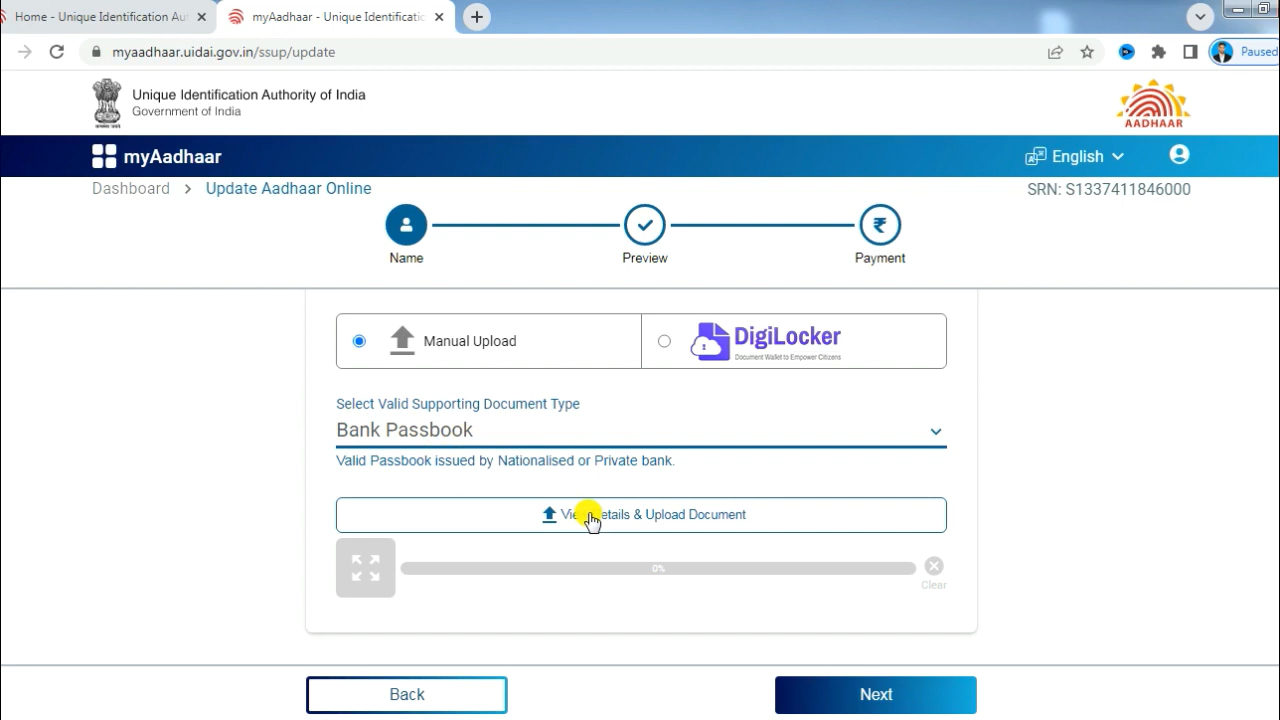 Home - Unique Identification Au
myAadhaar - Unique Identificatic
myaadhaar.uidai.gov.in/ssup/update
Paused
Unique Identification Authority of India
Government of India
AADHAAR
myAadhaar
English
Dashboard > Update Aadhaar Online
SRN: S1337411846000
Name
Preview
Payment
Manual Upload
DigiLocker
Document Wallet to Empower Citizens
Select Valid Supporting Document Type
Bank Passbook
Valid Passbook issued by Nationalised or Private bank.
View Details & Upload Document
0%
Clear
Back
Next